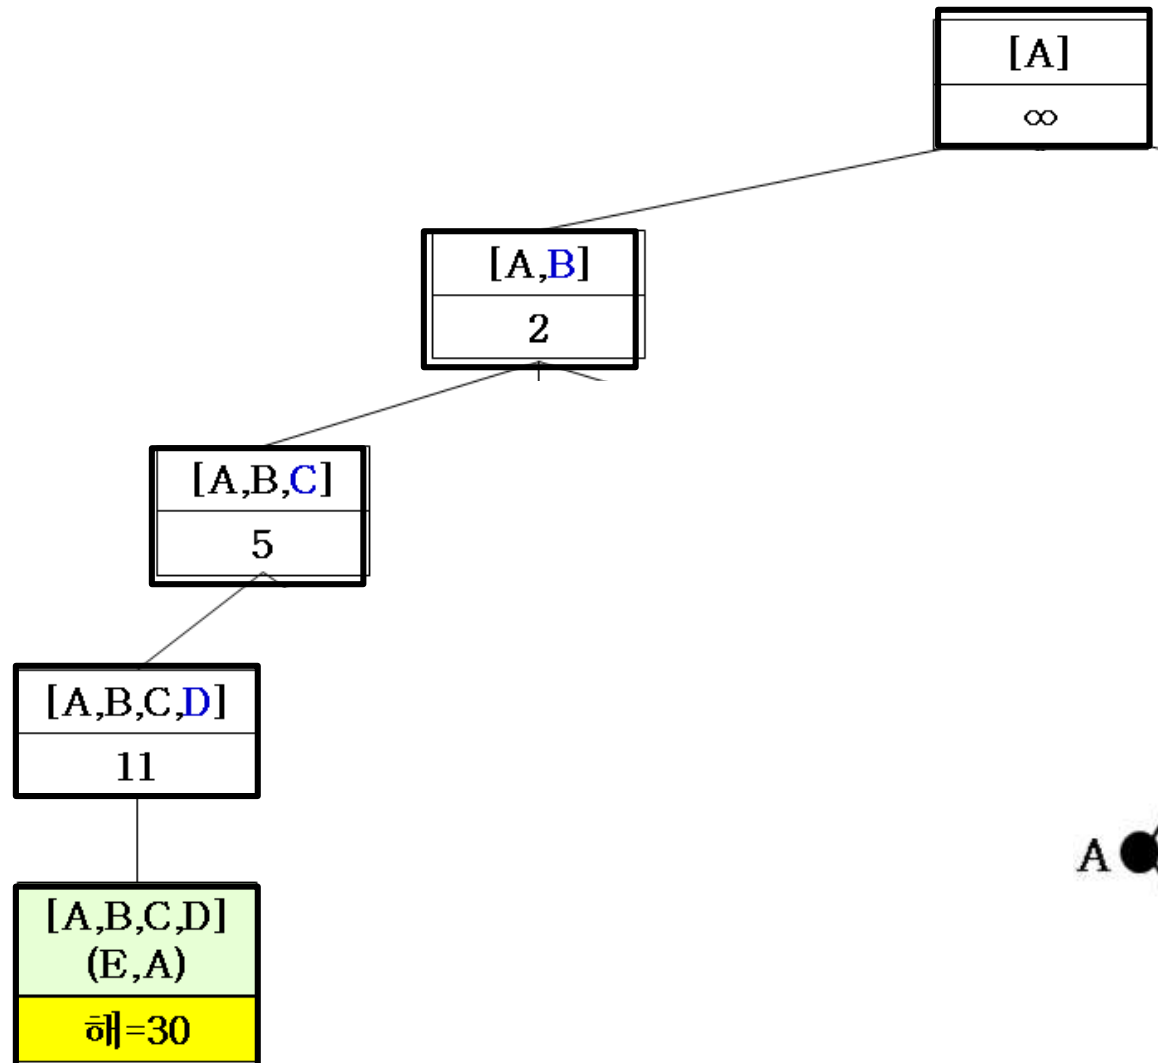 [A]
∞
[A,B]
2
[A,B,C]
5
[A,B,C,D]
11
A
[A,B,C,D]
(E,A)
해=30